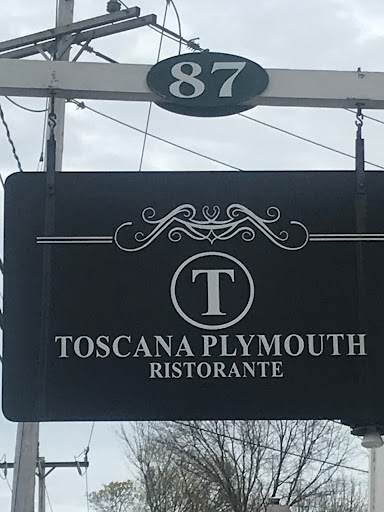 87
T
TOSCANA PLYMOUTH
RISTORANTE